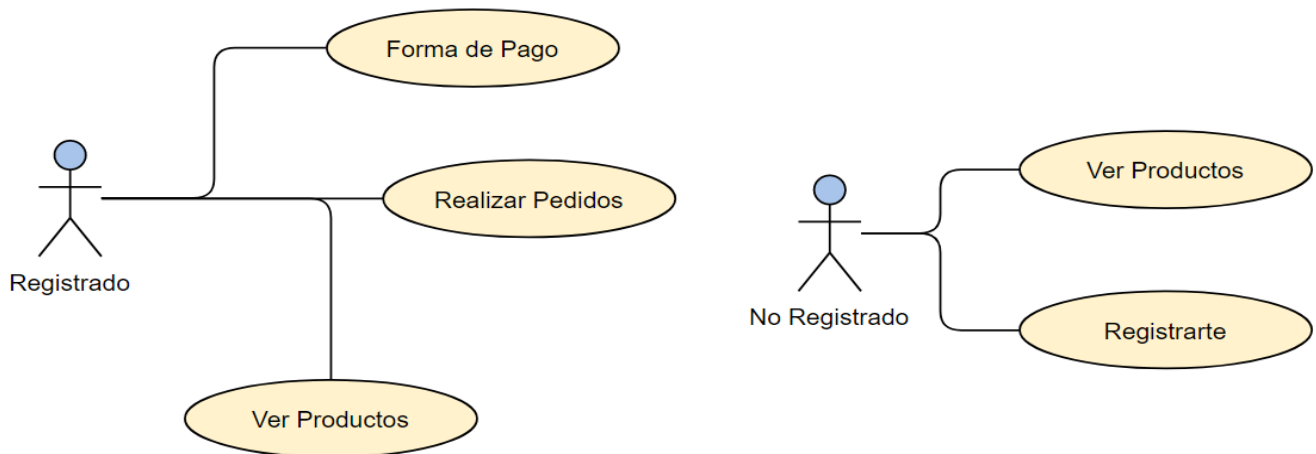 Forma de Pago
Realizar Pedidos
Registrado
Ver Productos
Ver Productos
No Registrado
Registrarte